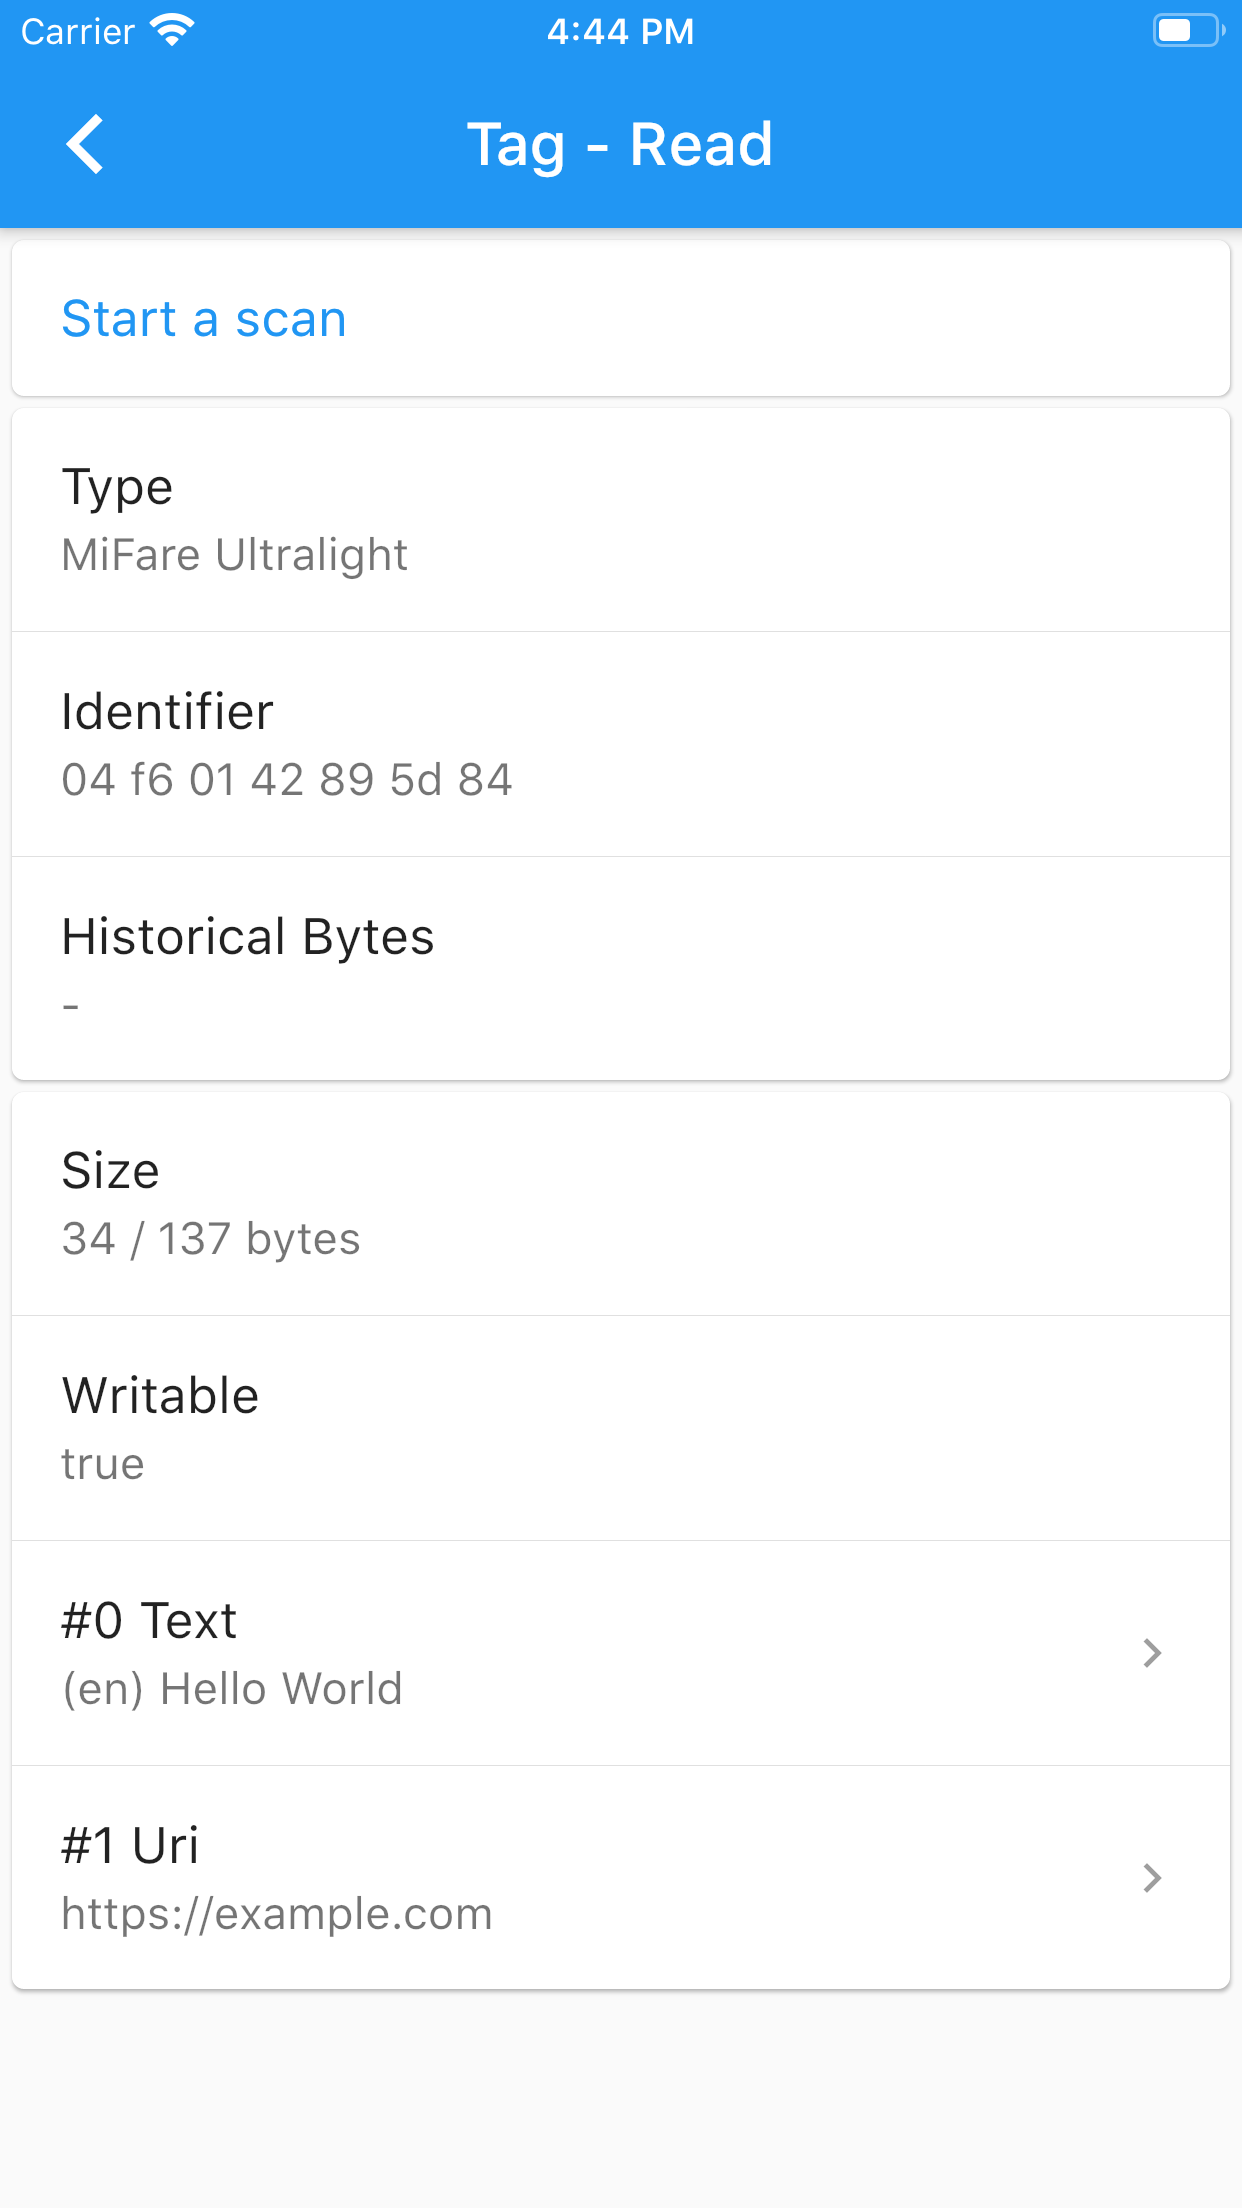 Carrier 4:44 PM
Tag - Read
Start a scan
Type
MiFare Ultralight
Identifier
04 f6 01 42 89 5d 84
Historical Bytes
-
Size
34 / 137 bytes
Writable
true
#0 Text
(en) Hello World
#1 Uri
https://example.com